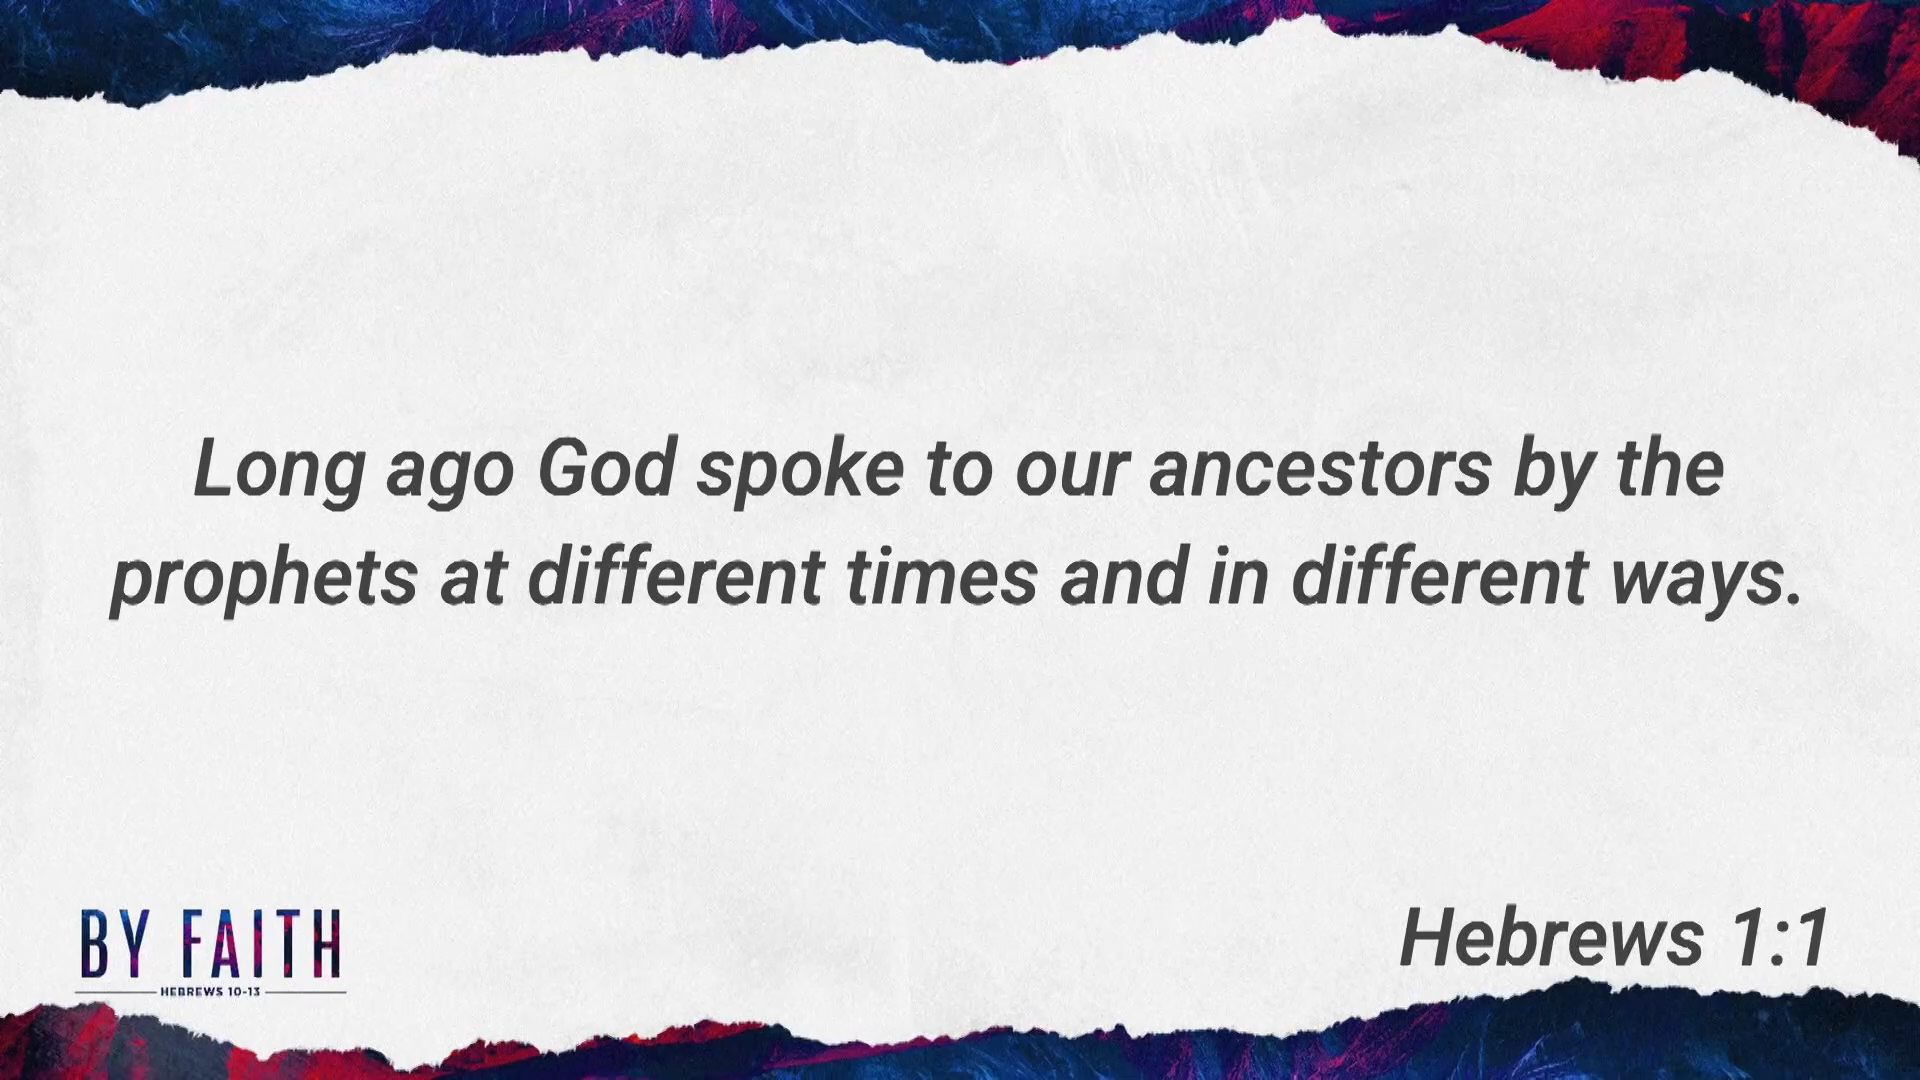 Long ago God spoke to our ancestors by the
prophets at different times and in different ways.
Hebrews 1:1
BY FAITH
HEBREWS 10-13